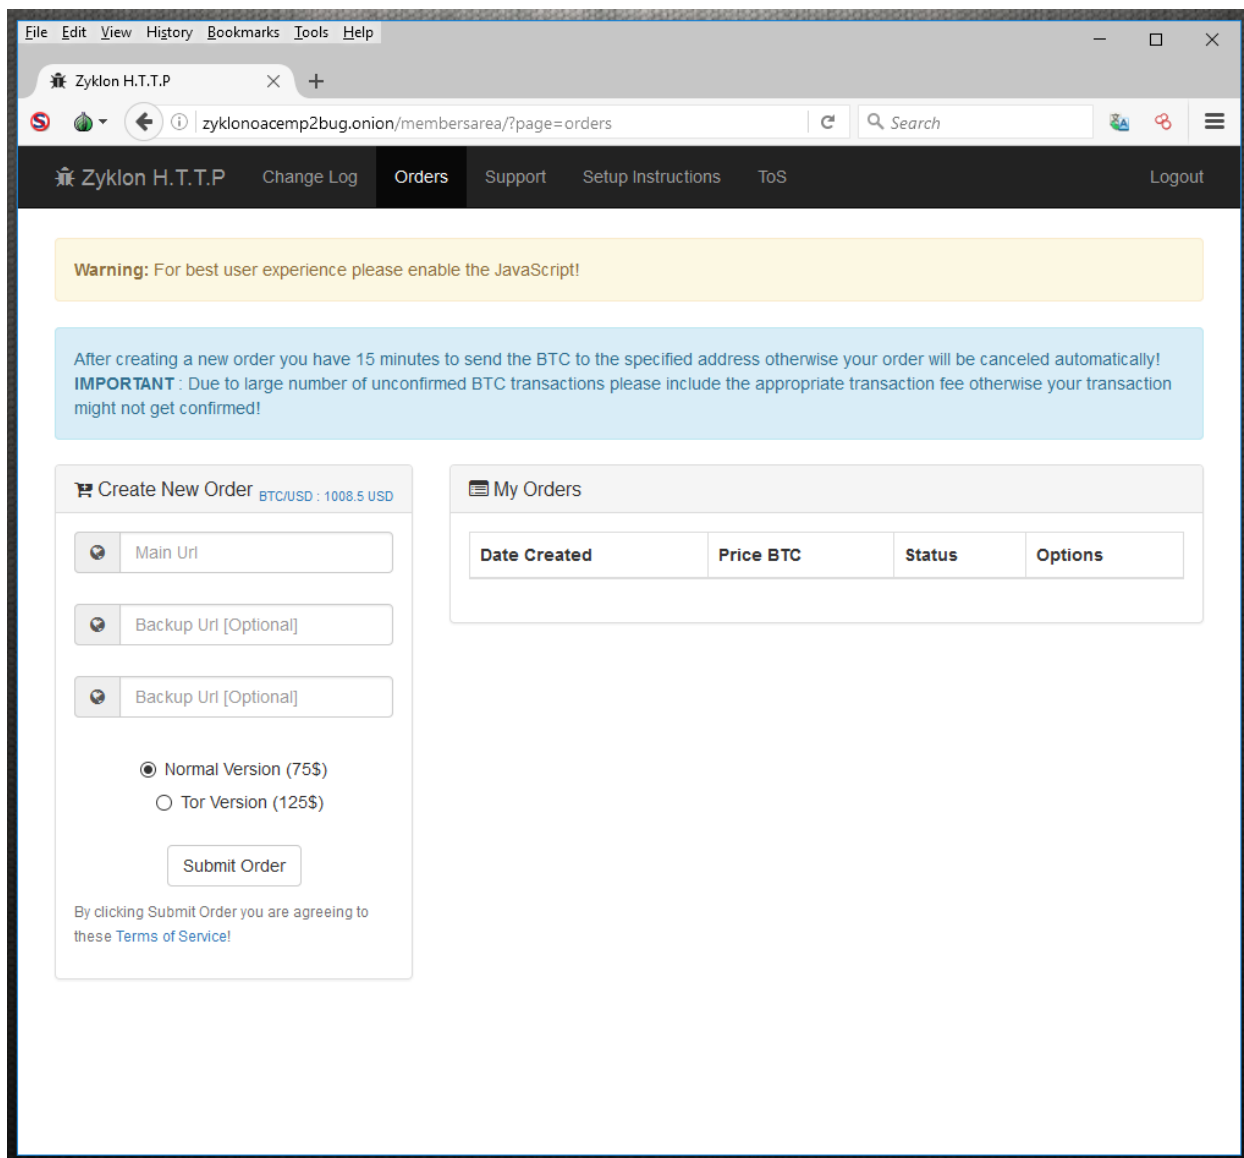 File Edit View History Bookmarks Tools Help
Zyklon H.T.T.P
zyklonoacemp2bug.onion/membersarea/?page=orders
Search
Zyklon H.T.T.P Change Log Orders Support Setup Instructions ToS Logout
Warning: For best user experience please enable the JavaScript!
After creating a new order you have 15 minutes to send the BTC to the specified address otherwise your order will be canceled automatically!
IMPORTANT : Due to large number of unconfirmed BTC transactions please include the appropriate transaction fee otherwise your transaction
might not get confirmed!
Create New Order BTC/USD : 1008.5 USD
Main Url
Backup Url [Optional]
Backup Url [Optional]
Normal Version (75$)
Tor Version (125$)
Submit Order
By clicking Submit Order you are agreeing to
these Terms of Service!
My Orders
Date Created Price BTC Status Options